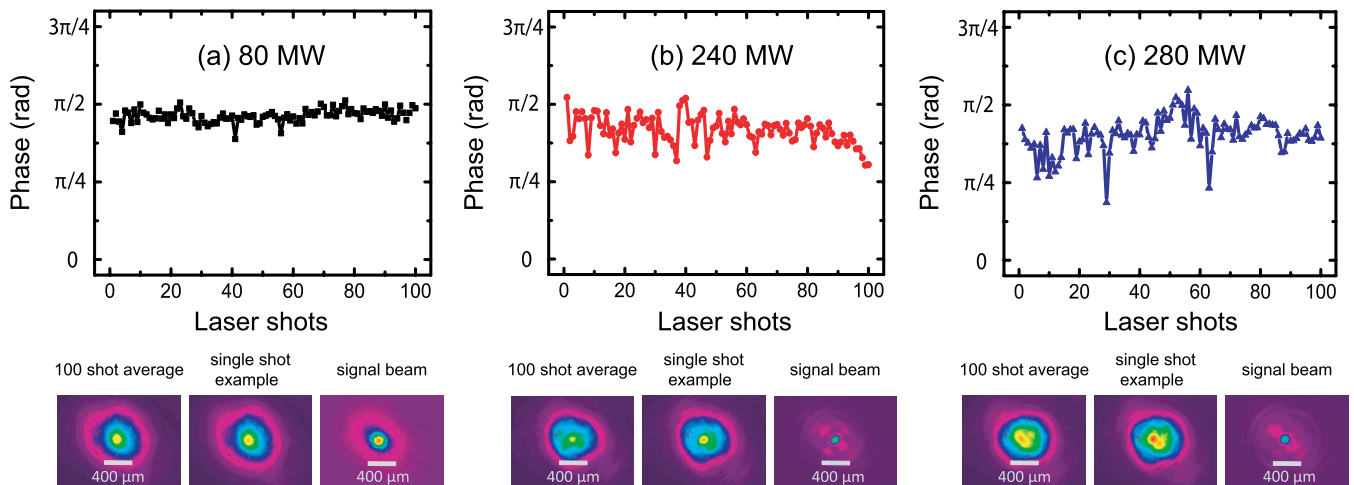 (a) 80 MW
3π/4
π/2
π/4
0
Phase (rad)
0 20 40 60 80 100
Laser shots
(b) 240 MW
3π/4
π/2
π/4
0
Phase (rad)
0 20 40 60 80 100
Laser shots
(c) 280 MW
3π/4
π/2
π/4
0
Phase (rad)
0 20 40 60 80 100
Laser shots
100 shot average
single shot
example
signal beam
400 μm
400 μm
400 μm
100 shot average
single shot
example
signal beam
400 μm
400 μm
400 μm
100 shot average
single shot
example
signal beam
400 μm
400 μm
400 μm